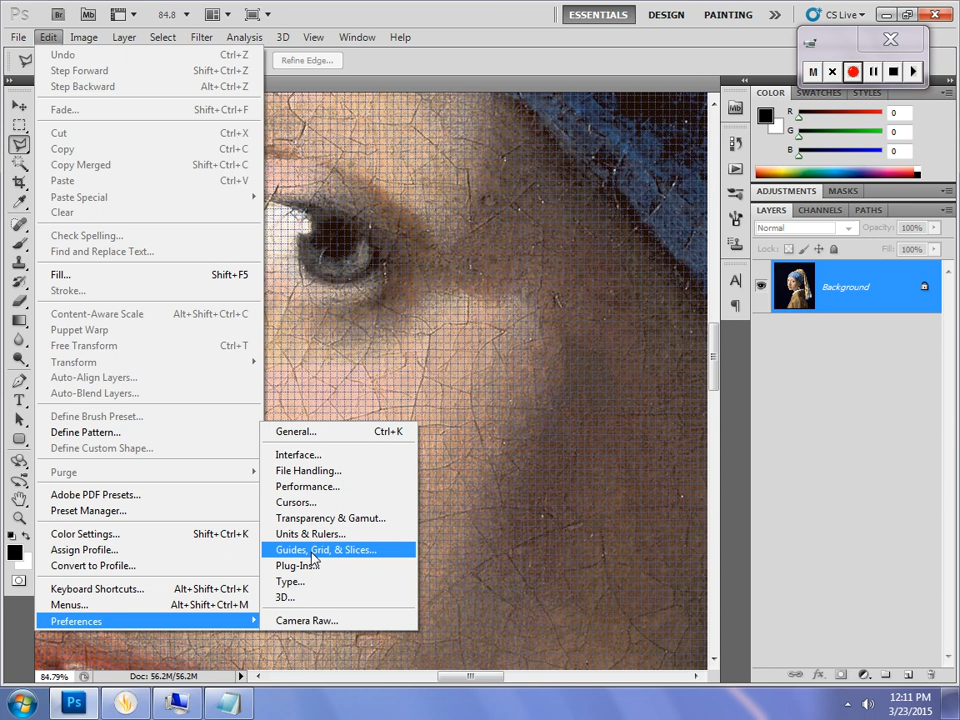 Ps Br Mb 84.8 ESSENTIALS DESIGN PAINTING CS Live
File Edit Image Layer Select Filter Analysis 3D View Window Help
Refine Edge...
M
Undo Ctrl+Z
Step Forward Shift+Ctrl+Z
Step Backward Alt+Ctrl+Z
Fade... Shift+Ctrl+F
Cut Ctrl+X
Copy Ctrl+C
Copy Merged Shift+Ctrl+C
Paste Ctrl+V
Paste Special
Clear
Check Spelling...
Find and Replace Text...
Fill... Shift+F5
Stroke...
Content-Aware Scale Alt+Shift+Ctrl+C
Puppet Warp
Free Transform Ctrl+T
Transform
Auto-Align Layers...
Auto-Blend Layers...
Define Brush Preset...
Define Pattern...
Define Custom Shape...
Purge
Adobe PDF Presets...
Preset Manager...
Color Settings... Shift+Ctrl+K
Assign Profile...
Convert to Profile...
Keyboard Shortcuts... Alt+Shift+Ctrl+K
Menus... Alt+Shift+Ctrl+M
Preferences
General... Ctrl+K
Interface...
File Handling...
Performance...
Cursors...
Transparency & Gamut...
Units & Rulers...
Guides, Grid, & Slices...
Plug-Ins...
Type...
3D...
Camera Raw...
COLOR SWATCHES STYLES
R 0
G 0
B 0
ADJUSTMENTS MASKS
LAYERS CHANNELS PATHS
Normal Opacity: 100%
Lock: Fill: 100%
Background
84.79% Doc: 56.2M/56.2M
Ps
12:11 PM
3/23/2015